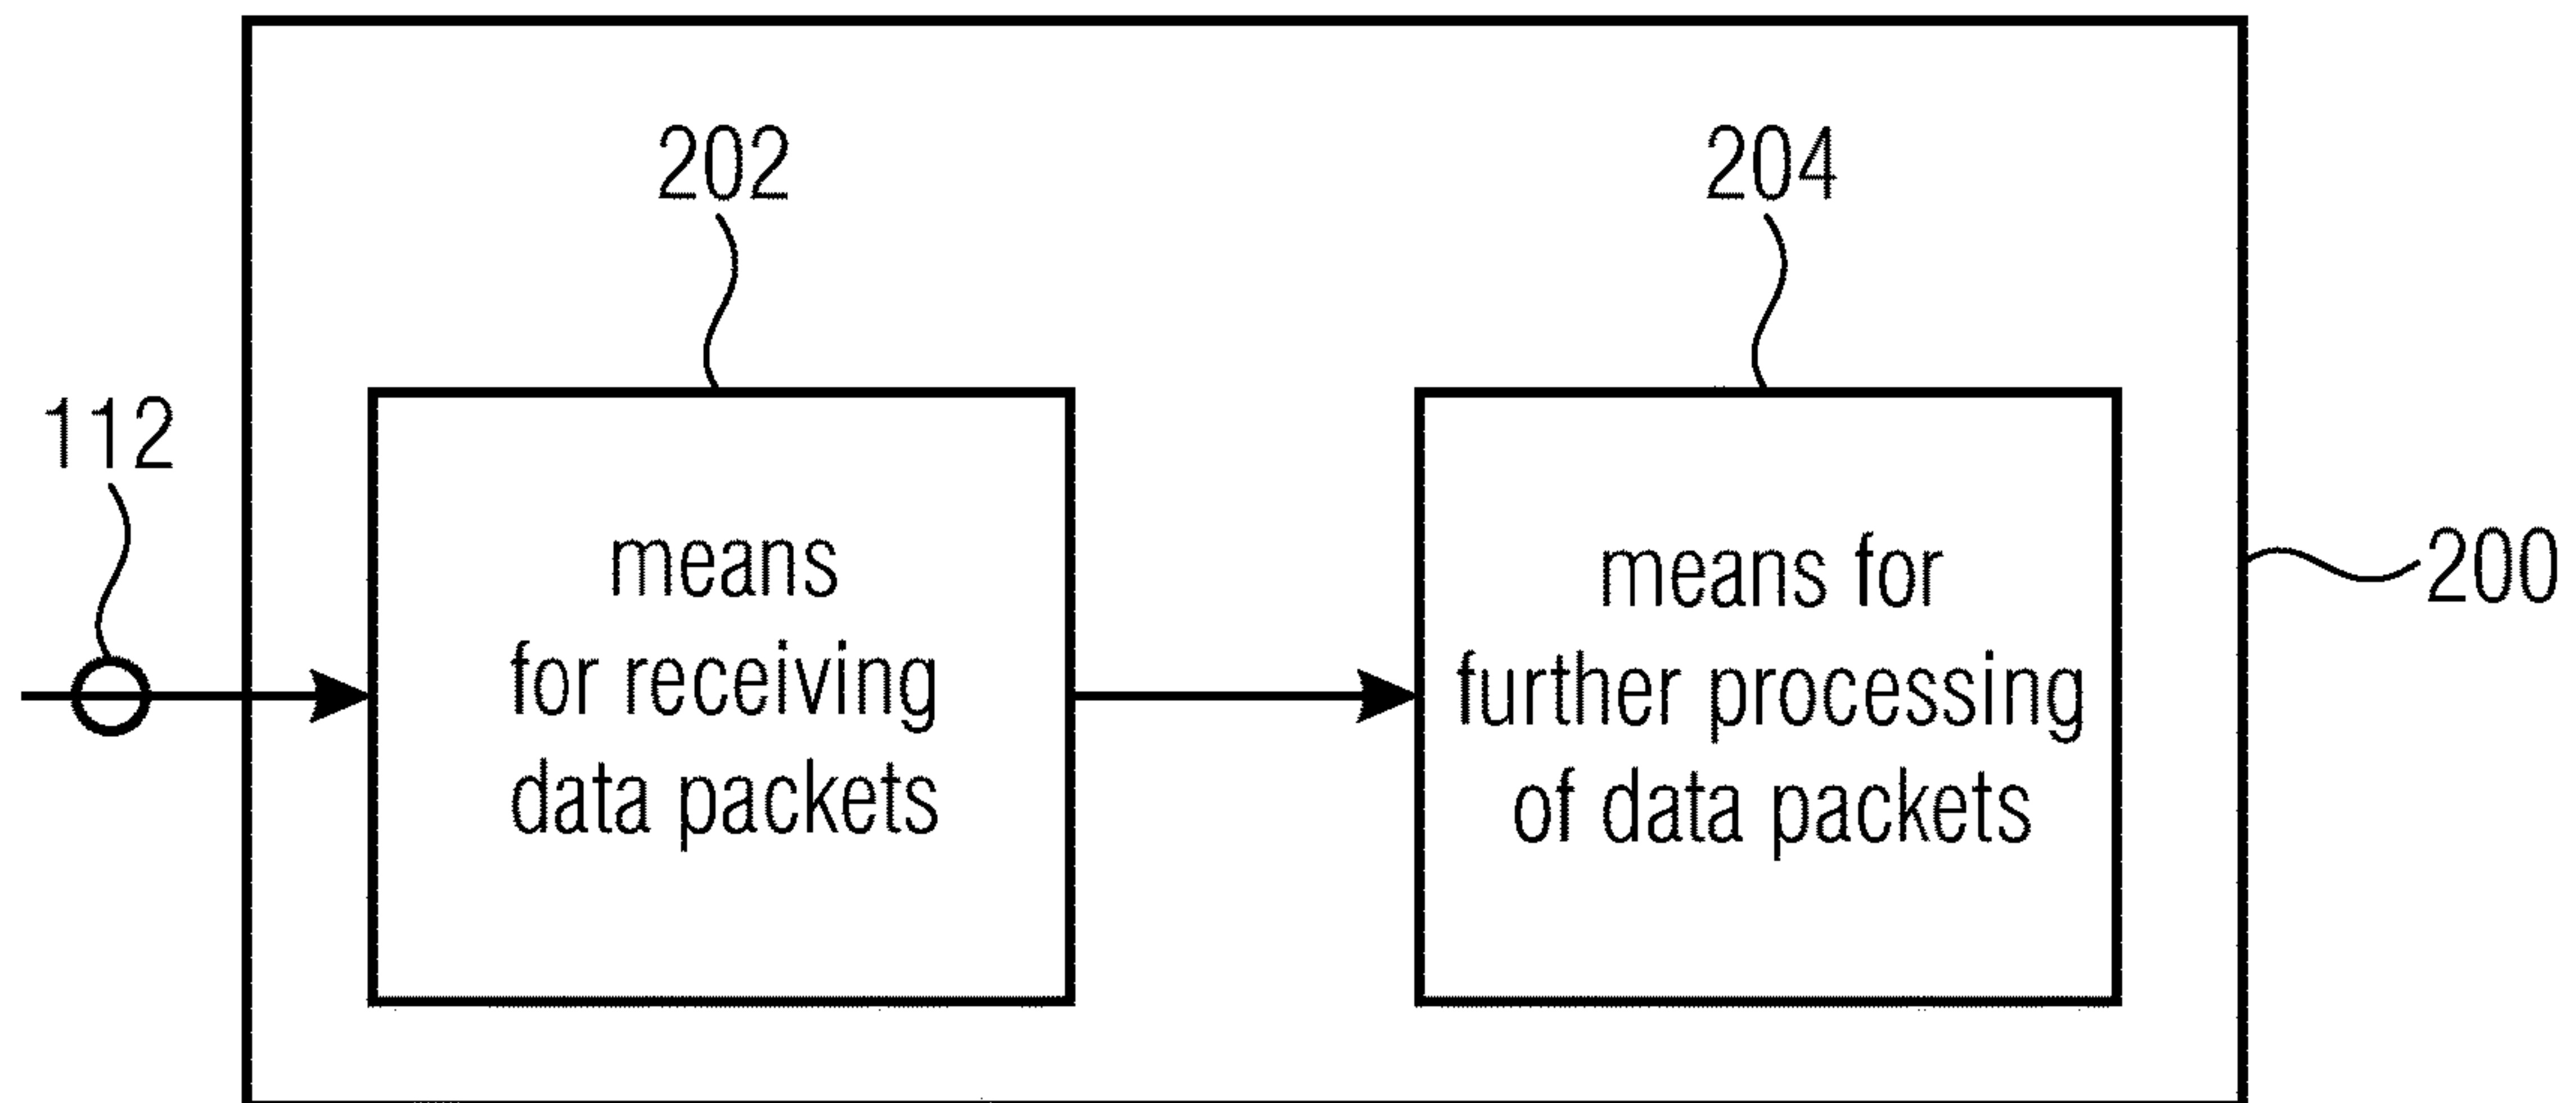 202
204
112
200
means
for receiving
data packets
means for
further processing
of data packets